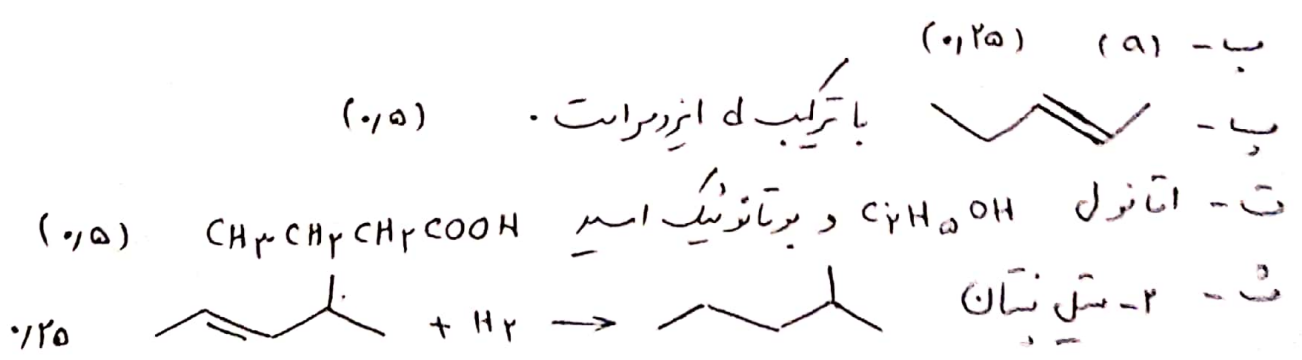 ب- (a) (۰٫۲۵)
پ- با ترکیب d ایزومر است. (۰٫۵)
ت- اتانول C۲H۵OH و بوتانوئیک اسید CH۳CH۲CH۲COOH (۰٫۵)
ث- ۲-متیل پنتان + H۲ → ۰/۲۵